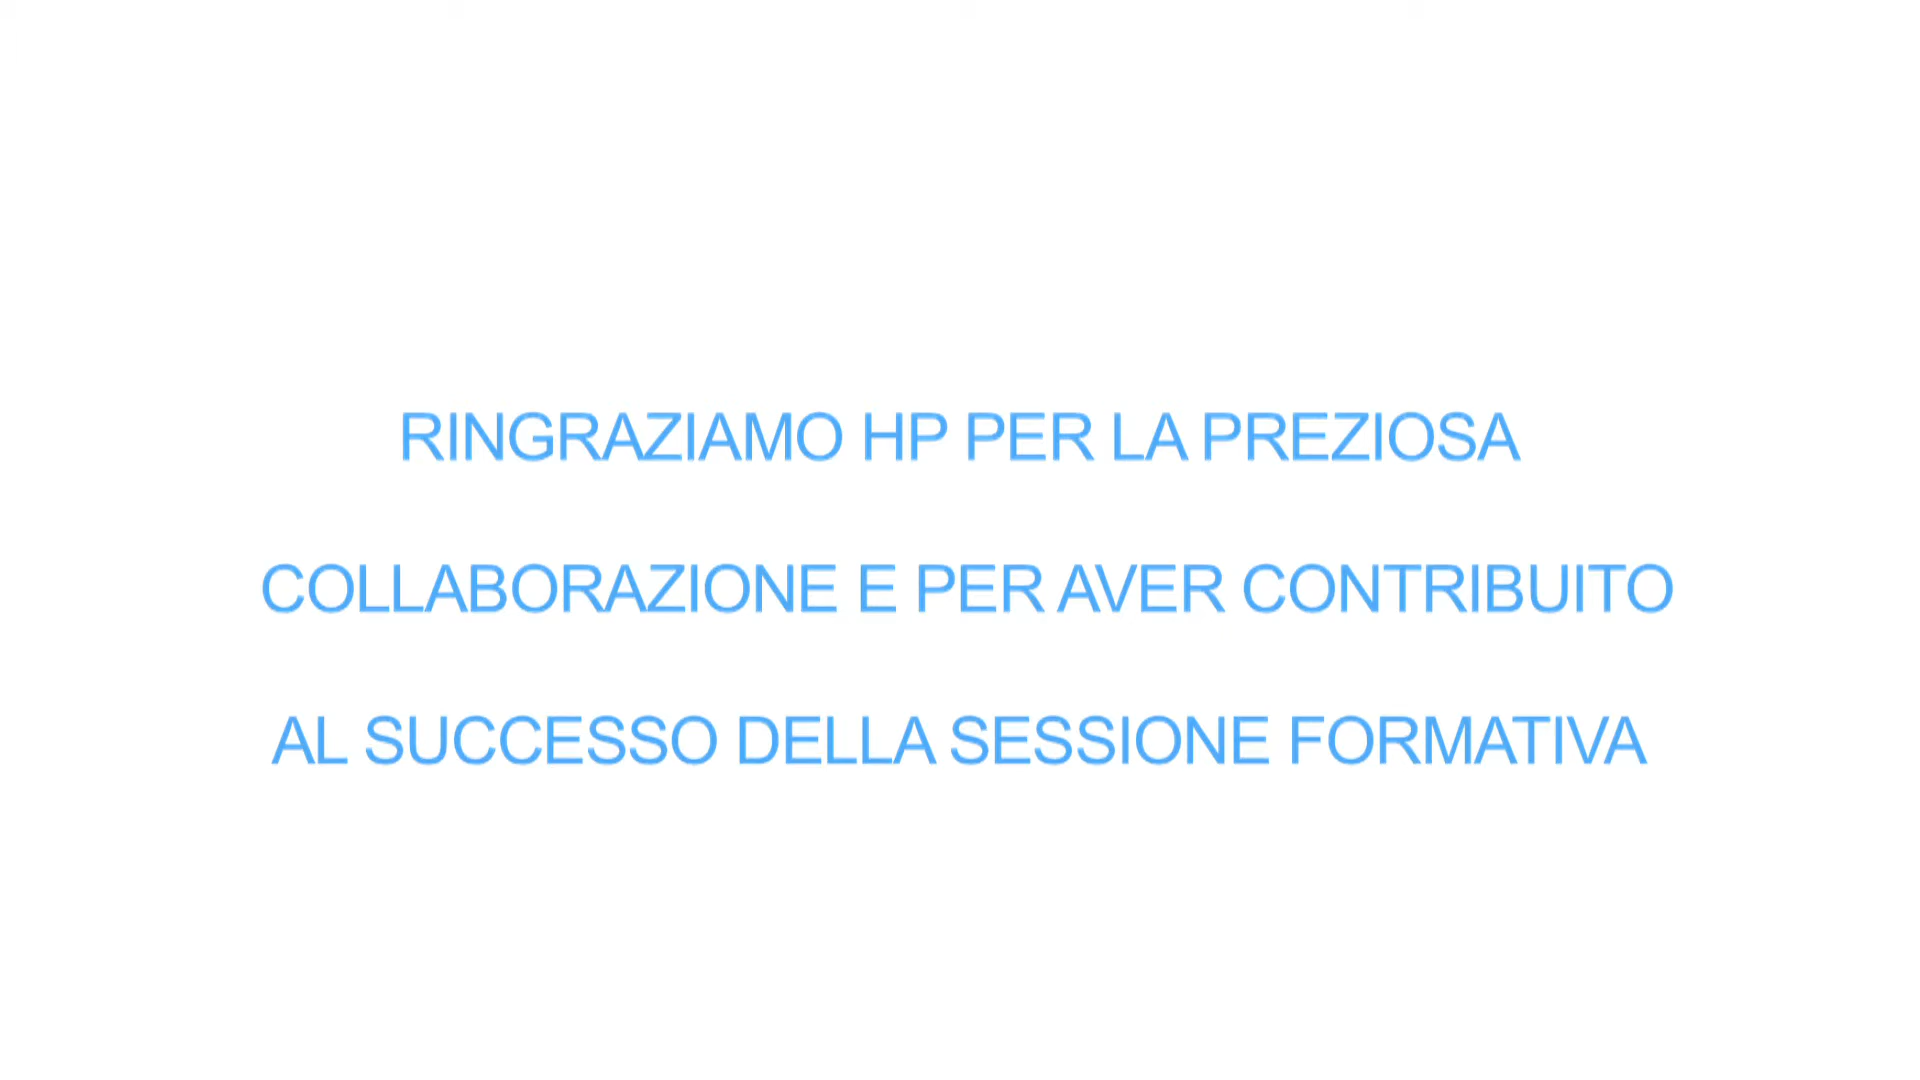 RINGRAZIAMO HP PER LA PREZIOSA
COLLABORAZIONE E PER AVER CONTRIBUITO
AL SUCCESSO DELLA SESSIONE FORMATIVA